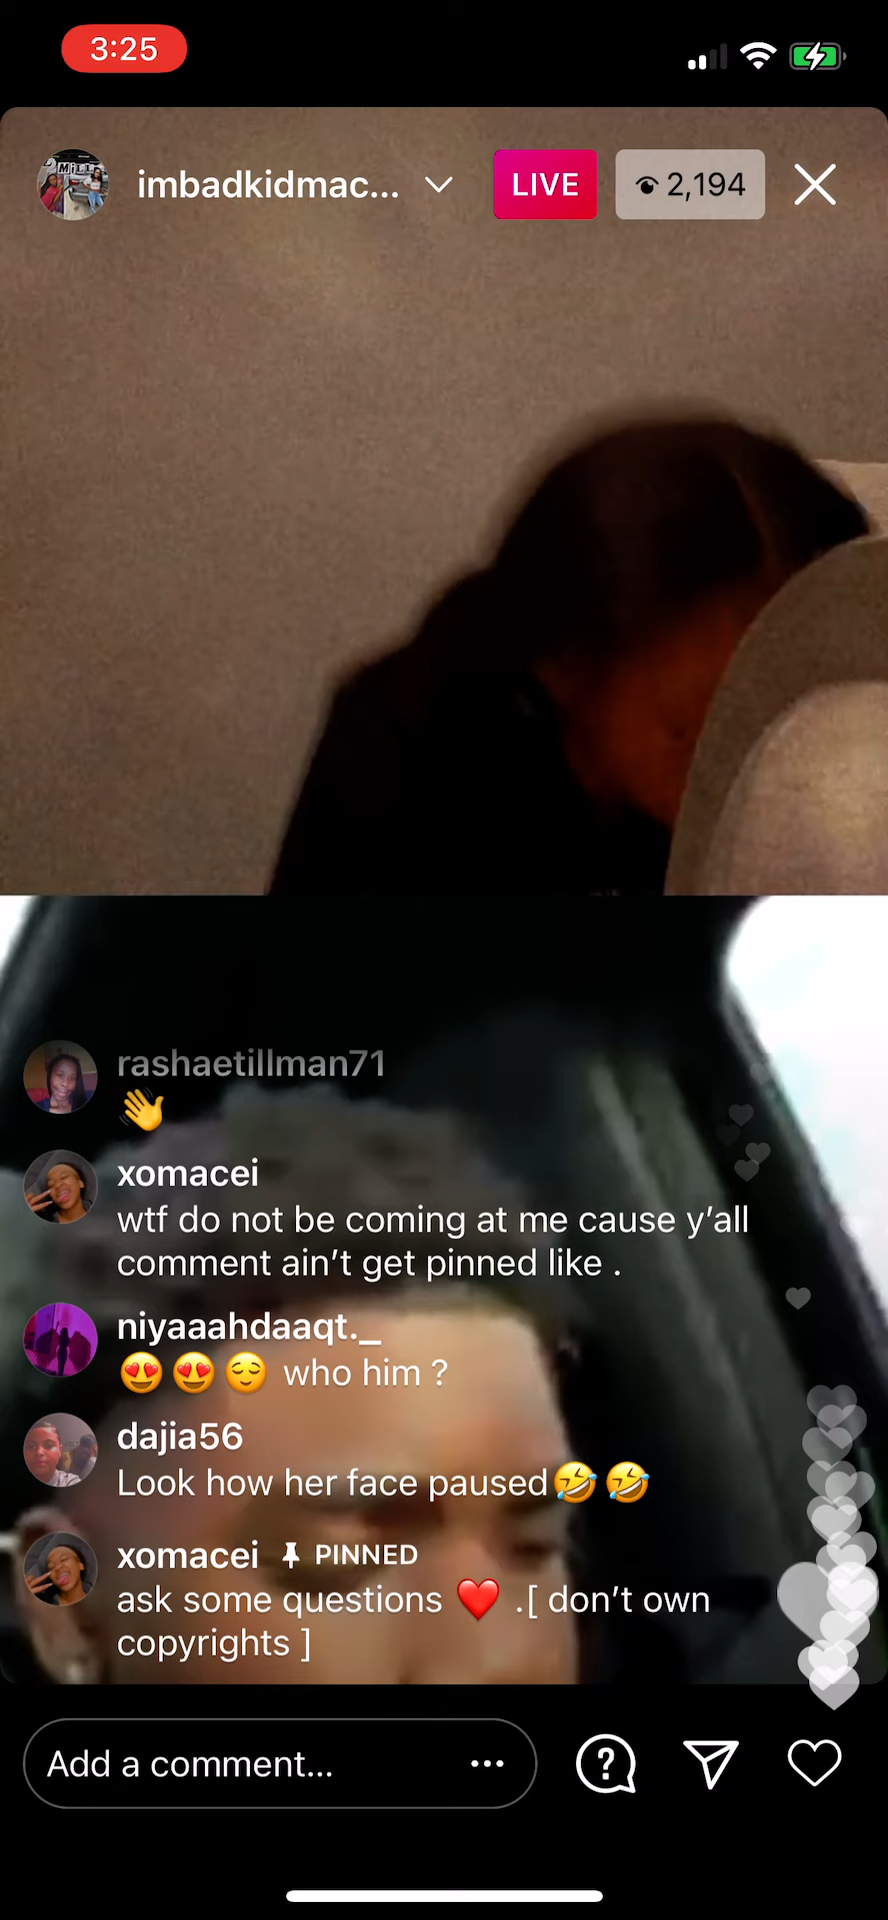 3:25
MILL
imbadkidmac...
LIVE
2,194
rashaetillman71
👋
xomacei
wtf do not be coming at me cause y’all
comment ain’t get pinned like .
niyaaahdaaqt._
😍😍😌 who him ?
dajia56
Look how her face paused🤣🤣
xomacei 📌 PINNED
ask some questions ❤️ .[ don’t own
copyrights ]
Add a comment...